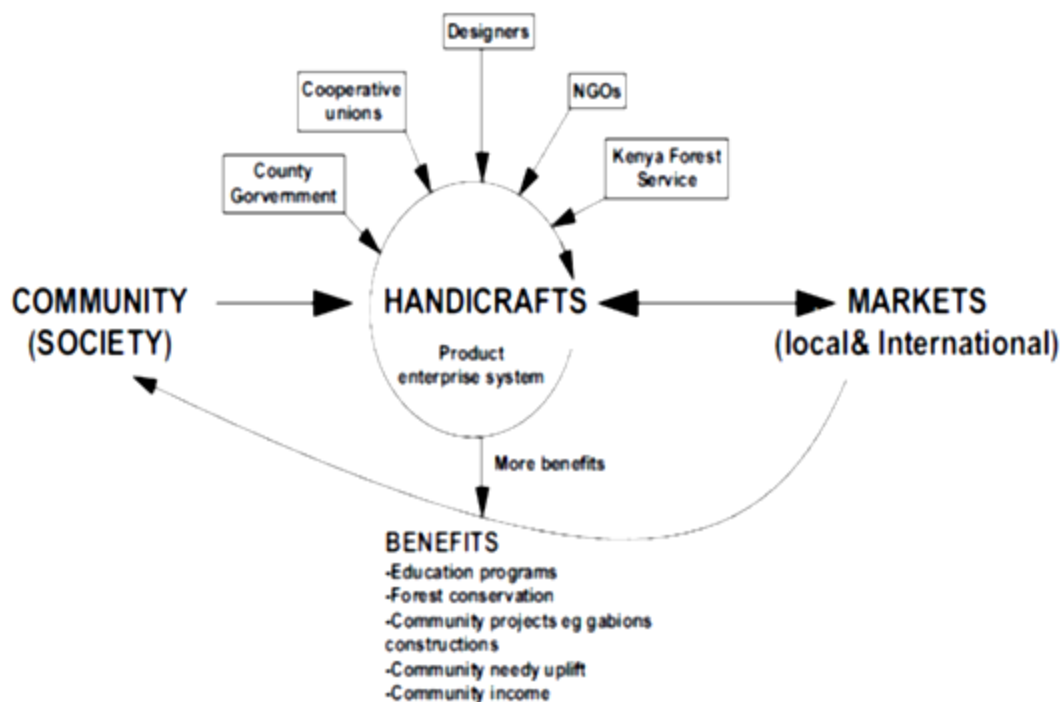 Designers
Cooperative
unions
NGOs
County
Gorvernment
Kenya Forest
Service
COMMUNITY
(SOCIETY)
HANDICRAFTS
MARKETS
(local& International)
Product
enterprise system
More benefits
BENEFITS
-Education programs
-Forest conservation
-Community projects eg gabions
constructions
-Community needy uplift
-Community income